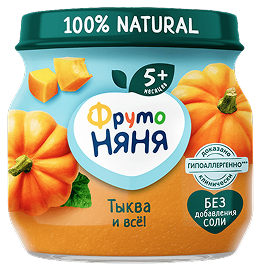 100% NATURAL
5+
месяцев
Фруто
Няня
Тыква
и всё!
доказано
ГИПОАЛЛЕРГЕННО***
клинически
БЕЗ
добавления
СОЛИ